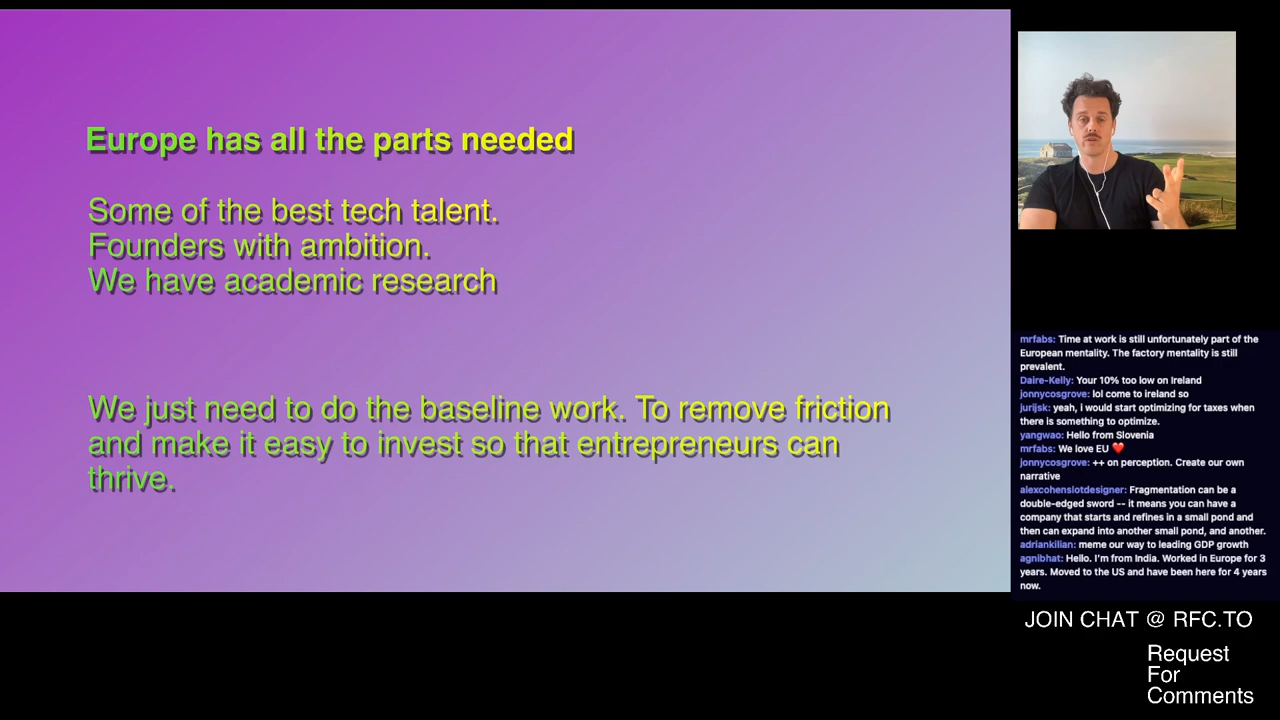 Europe has all the parts needed
Some of the best tech talent.
Founders with ambition.
We have academic research
We just need to do the baseline work. To remove friction
and make it easy to invest so that entrepreneurs can
thrive.
mrfabs: Time at work is still unfortunately part of the
European mentality. The factory mentality is still
prevalent.
Daire-Kelly: Your 10% too low on Ireland
jonnycosgrove: lol come to ireland so
jurijsk: yeah, i would start optimizing for taxes when
there is something to optimize.
yangwao: Hello from Slovenia
mrfabs: We love EU ❤️
jonnycosgrove: ++ on perception. Create our own
narrative
alexcohenslotdesigner: Fragmentation can be a
double-edged sword -- it means you can have a
company that starts and refines in a small pond and
then can expand into another small pond, and another.
adriankilian: meme our way to leading GDP growth
agnibhat: Hello. I'm from India. Worked in Europe for 3
years. Moved to the US and have been here for 4 years
now.
JOIN CHAT @ RFC.TO
Request
For
Comments